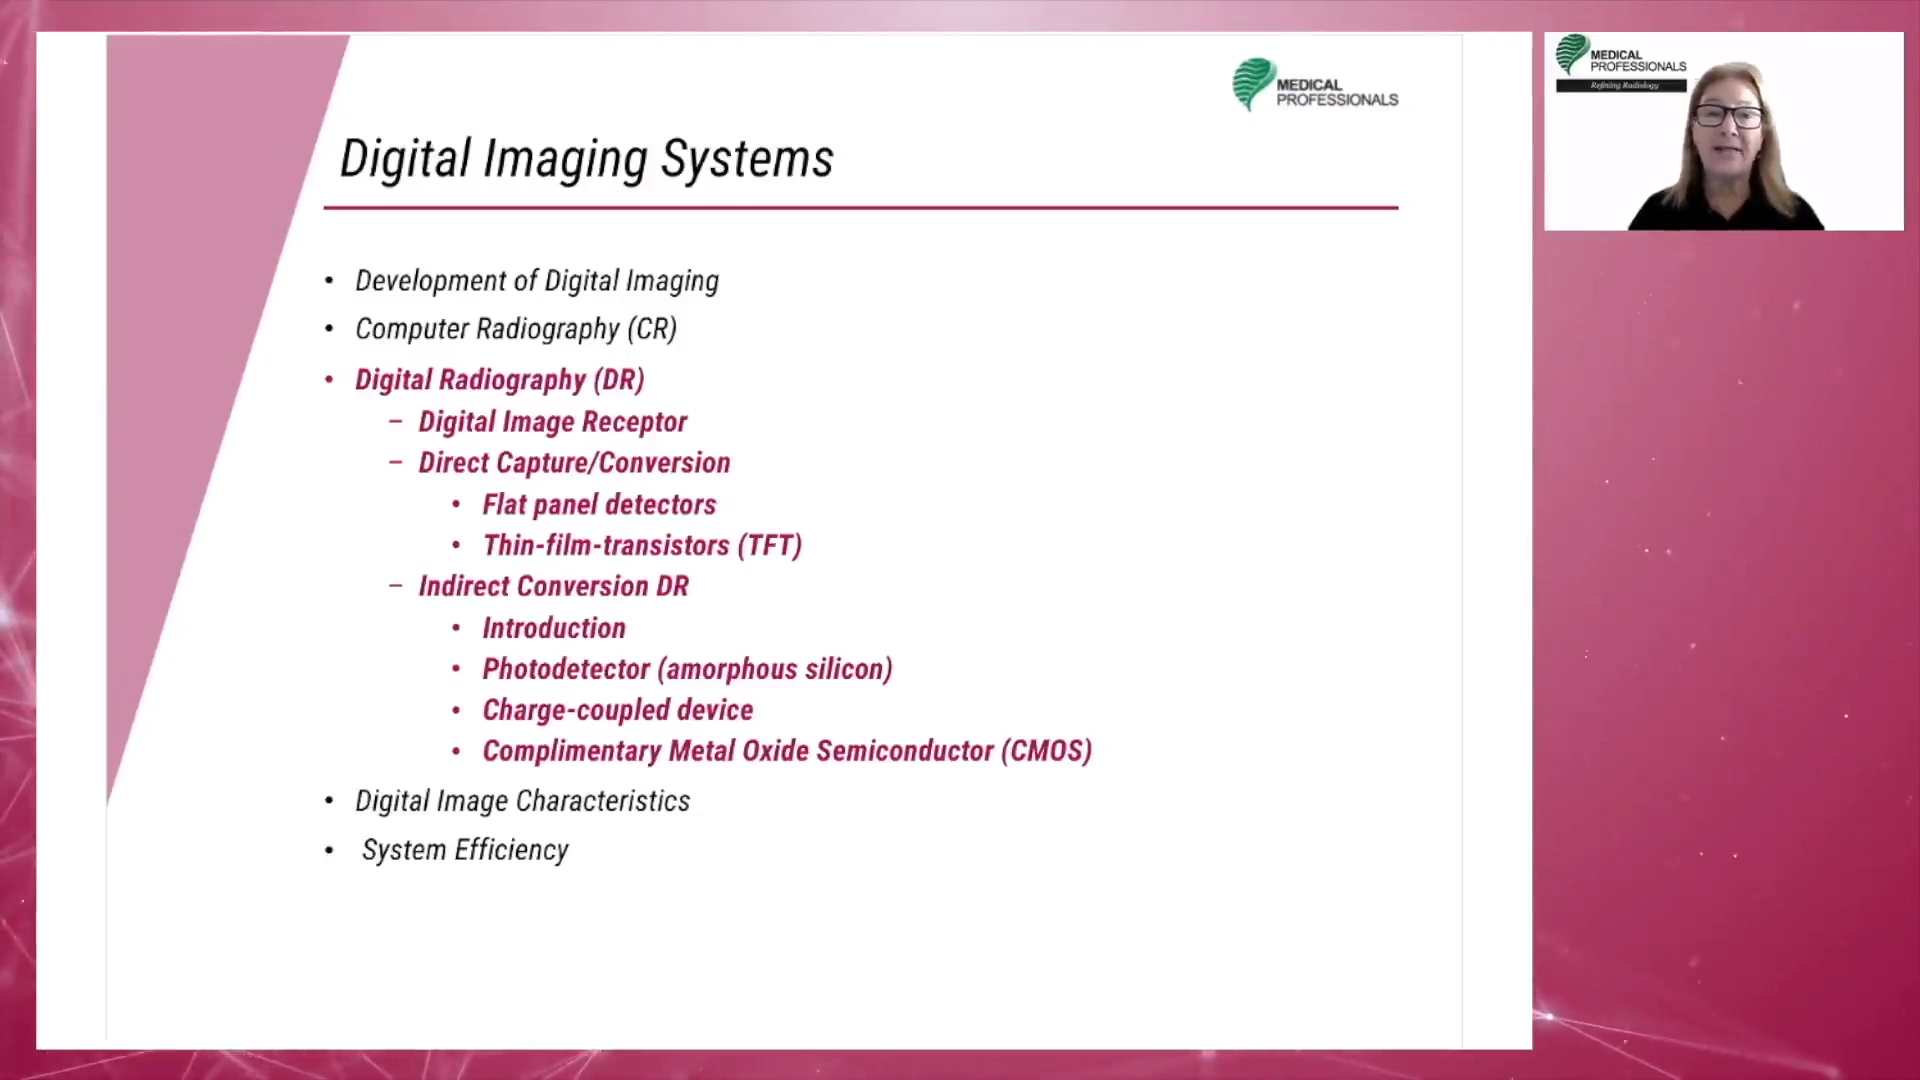 MEDICAL
PROFESSIONALS
Digital Imaging Systems
• Development of Digital Imaging
• Computer Radiography (CR)
• Digital Radiography (DR)
– Digital Image Receptor
– Direct Capture/Conversion
• Flat panel detectors
• Thin-film-transistors (TFT)
– Indirect Conversion DR
• Introduction
• Photodetector (amorphous silicon)
• Charge-coupled device
• Complimentary Metal Oxide Semiconductor (CMOS)
• Digital Image Characteristics
• System Efficiency
MEDICAL
PROFESSIONALS
Refining Radiology